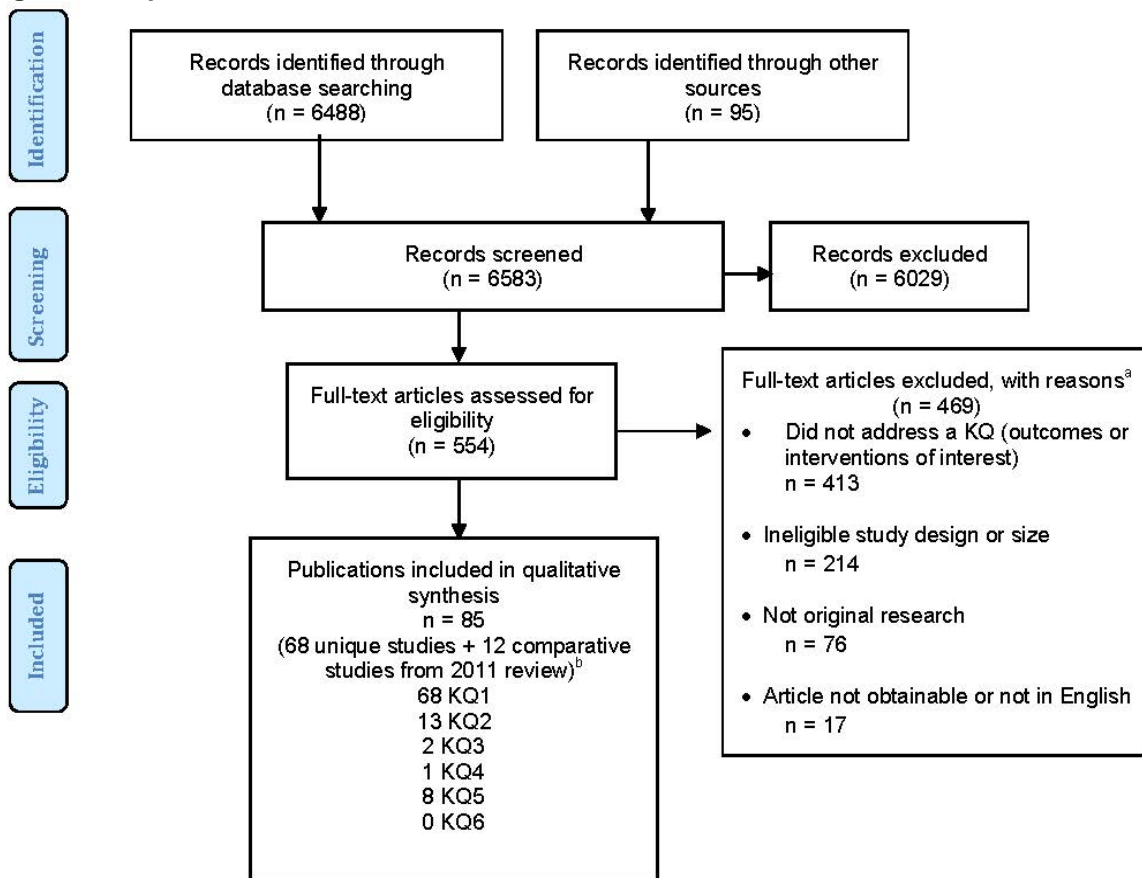 Identification
Records identified through
database searching
(n = 6488)
Records identified through other
sources
(n = 95)
Screening
Records screened
(n = 6583)
Records excluded
(n = 6029)
Eligibility
Full-text articles assessed for
eligibility
(n = 554)
Full-text articles excluded, with reasonsᵃ
(n = 469)
• Did not address a KQ (outcomes or
interventions of interest)
n = 413
• Ineligible study design or size
n = 214
• Not original research
n = 76
• Article not obtainable or not in English
n = 17
Included
Publications included in qualitative
synthesis
n = 85
(68 unique studies + 12 comparative
studies from 2011 review)ᵇ
68 KQ1
13 KQ2
2 KQ3
1 KQ4
8 KQ5
0 KQ6